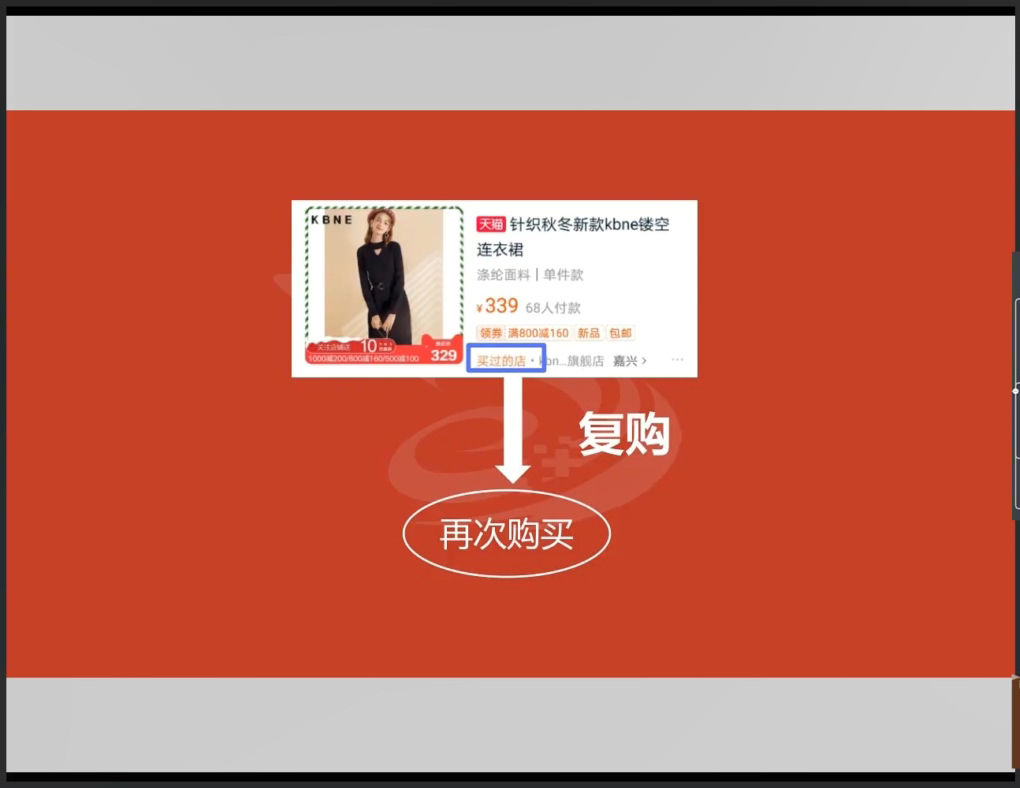 KBNE
天猫 针织秋冬新款kbne镂空
连衣裙
涤纶面料 | 单件款
¥339 68人付款
领券 满800减160 新品 包邮
关注店铺送 10
1000减200/800减160/500减100
329
买过的店·kbn...旗舰店 嘉兴 >
复购
再次购买